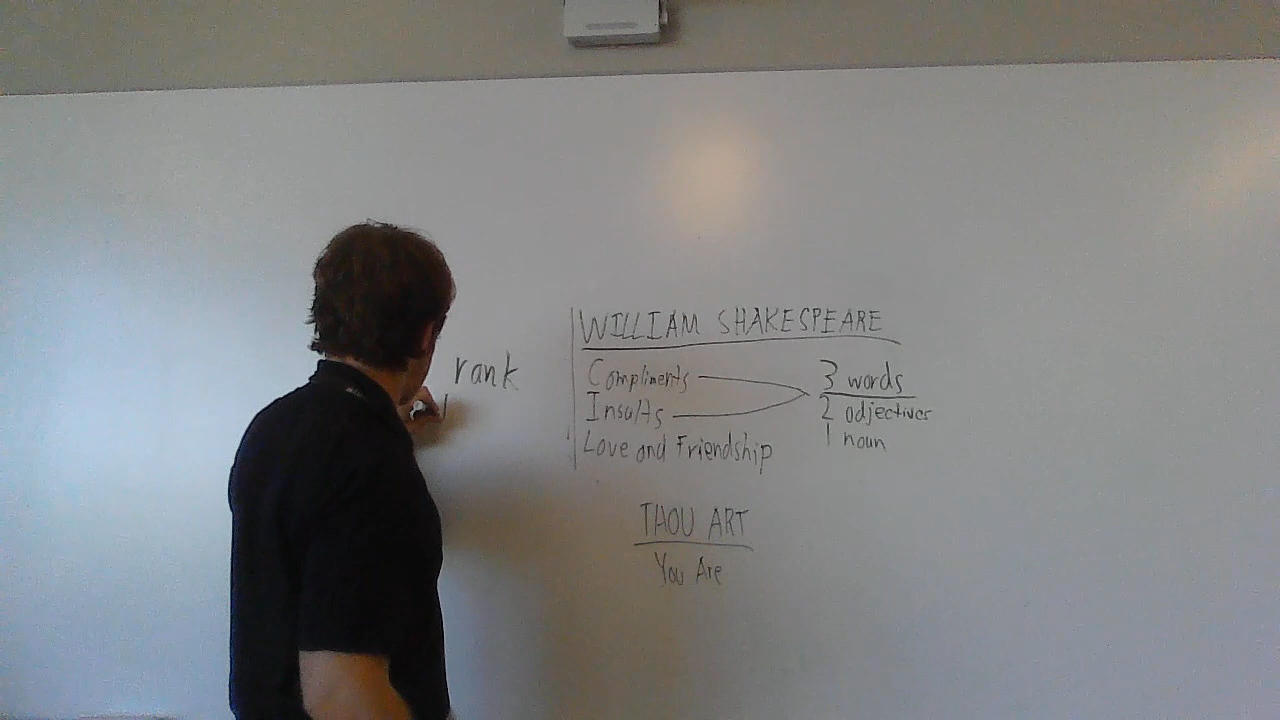 rank
WILLIAM SHAKESPEARE
Compliments
Insults
Love and Friendship
3 words
2 adjectives
1 noun
THOU ART
You Are